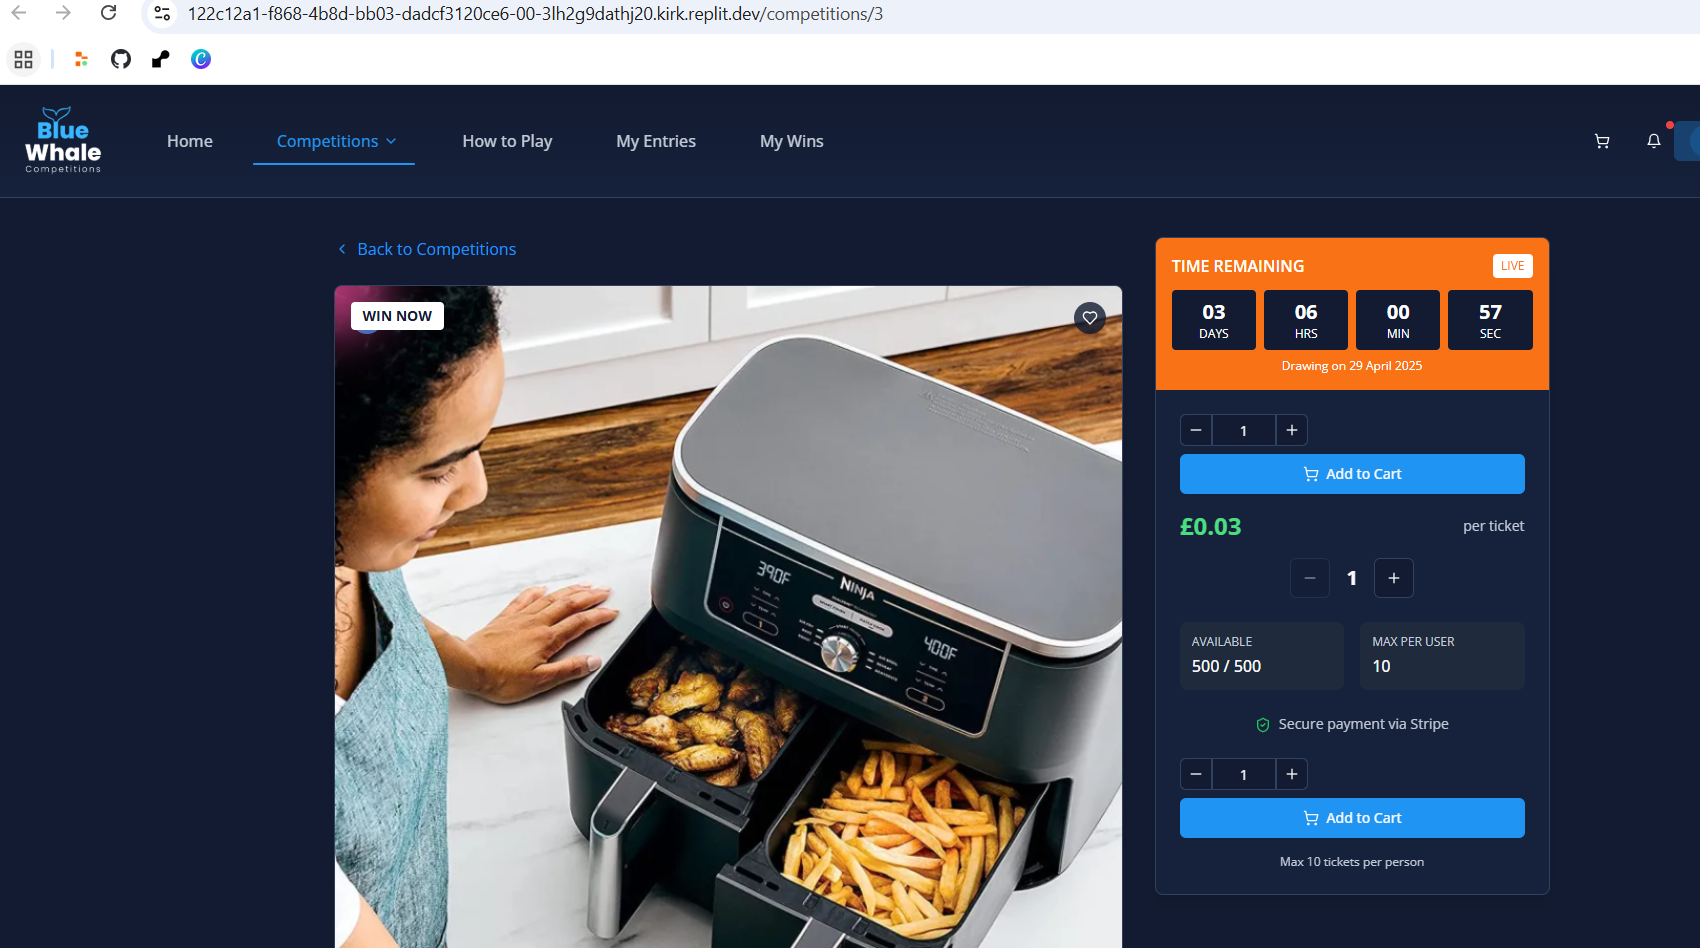 122c12a1-f868-4b8d-bb03-dadcf3120ce6-00-3lh2g9dathj20.kirk.replit.dev/competitions/3
Blue
Whale
Competitions
Home
Competitions
How to Play
My Entries
My Wins
Back to Competitions
WIN NOW
390F
NINJA
400F
1
2
TIME REMAINING
LIVE
03 06 00 57
DAYS HRS MIN SEC
Drawing on 29 April 2025
− 1 +
Add to Cart
£0.03 per ticket
− 1 +
AVAILABLE
500 / 500
MAX PER USER
10
Secure payment via Stripe
− 1 +
Add to Cart
Max 10 tickets per person